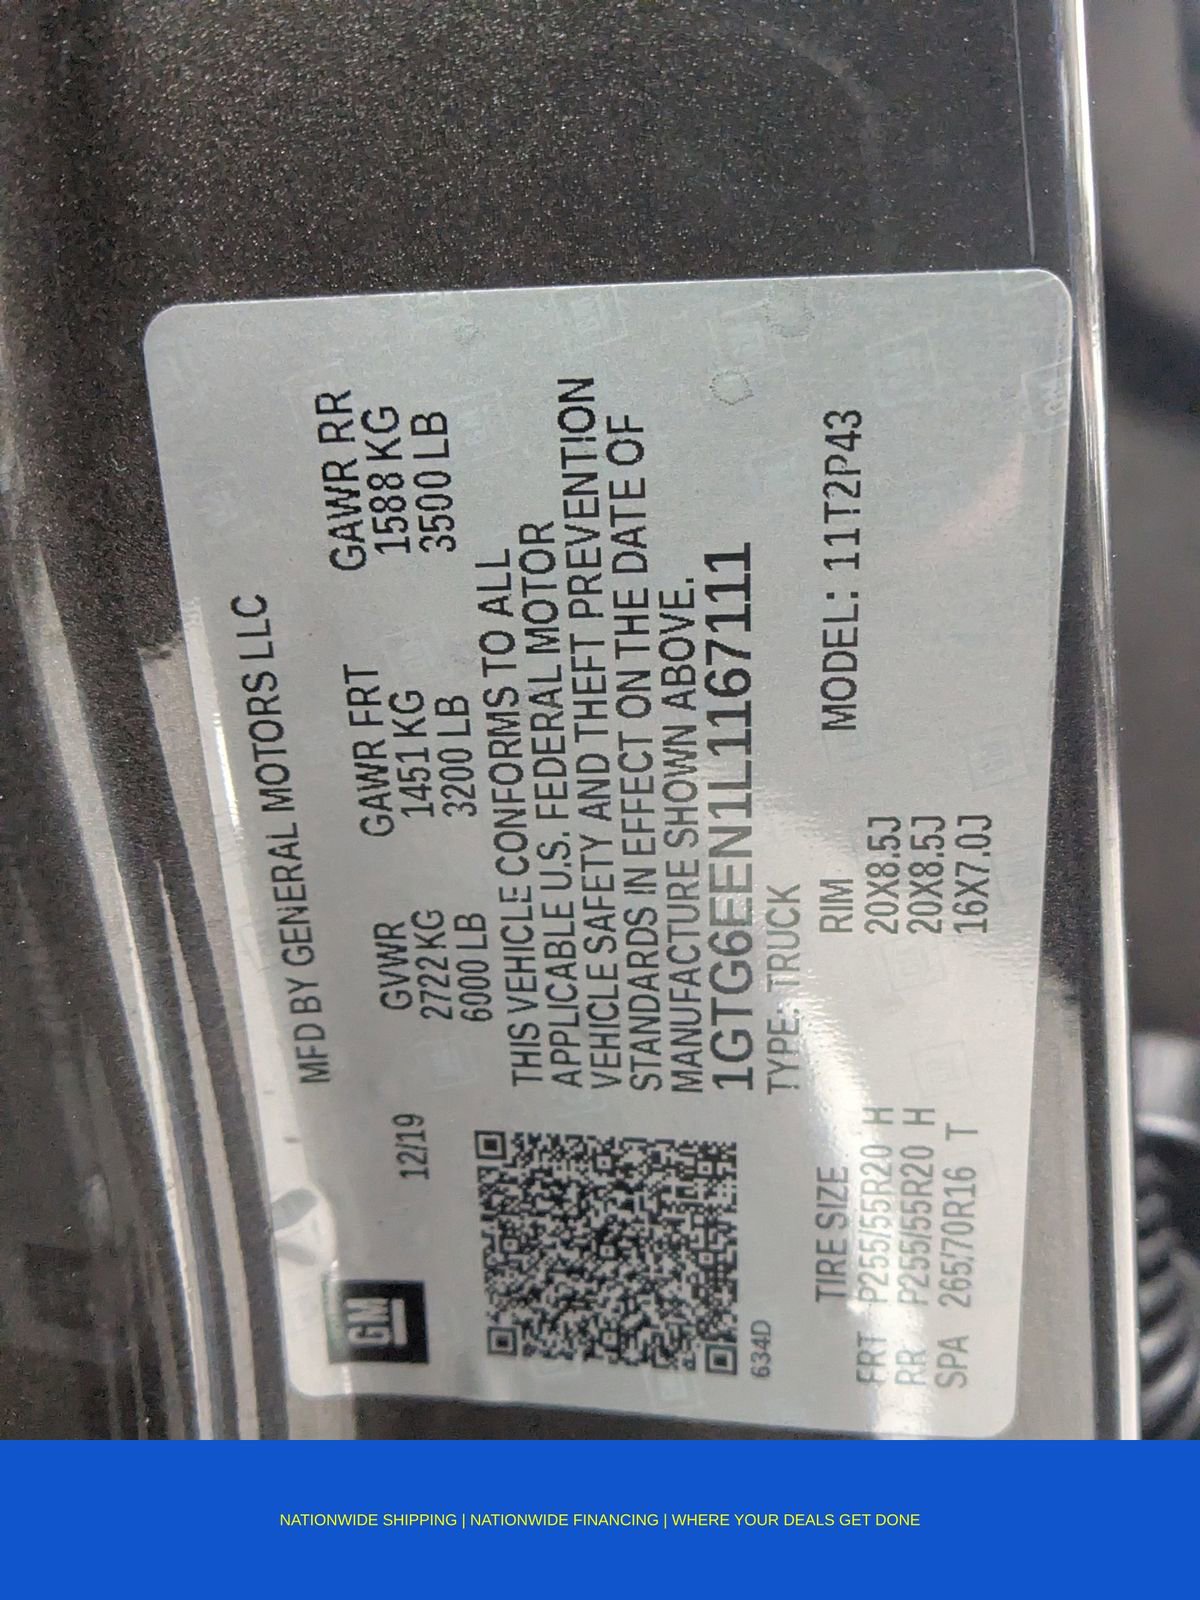 MFD BY GENERAL MOTORS LLC
GM
12/19
GVWR GAWR FRT GAWR RR
2722 KG 1451 KG 1588 KG
6000 LB 3200 LB 3500 LB
THIS VEHICLE CONFORMS TO ALL
APPLICABLE U.S. FEDERAL MOTOR
VEHICLE SAFETY AND THEFT PREVENTION
STANDARDS IN EFFECT ON THE DATE OF
MANUFACTURE SHOWN ABOVE.
1GTG6EEN1L1167111
634D
TYPE: TRUCK
MODEL: 11T2P43
TIRE SIZE RIM
FRT P255/55R20 H 20X8.5J
RR P255/55R20 H 20X8.5J
SPA 265/70R16 T 16X7.0J
NATIONWIDE SHIPPING | NATIONWIDE FINANCING | WHERE YOUR DEALS GET DONE